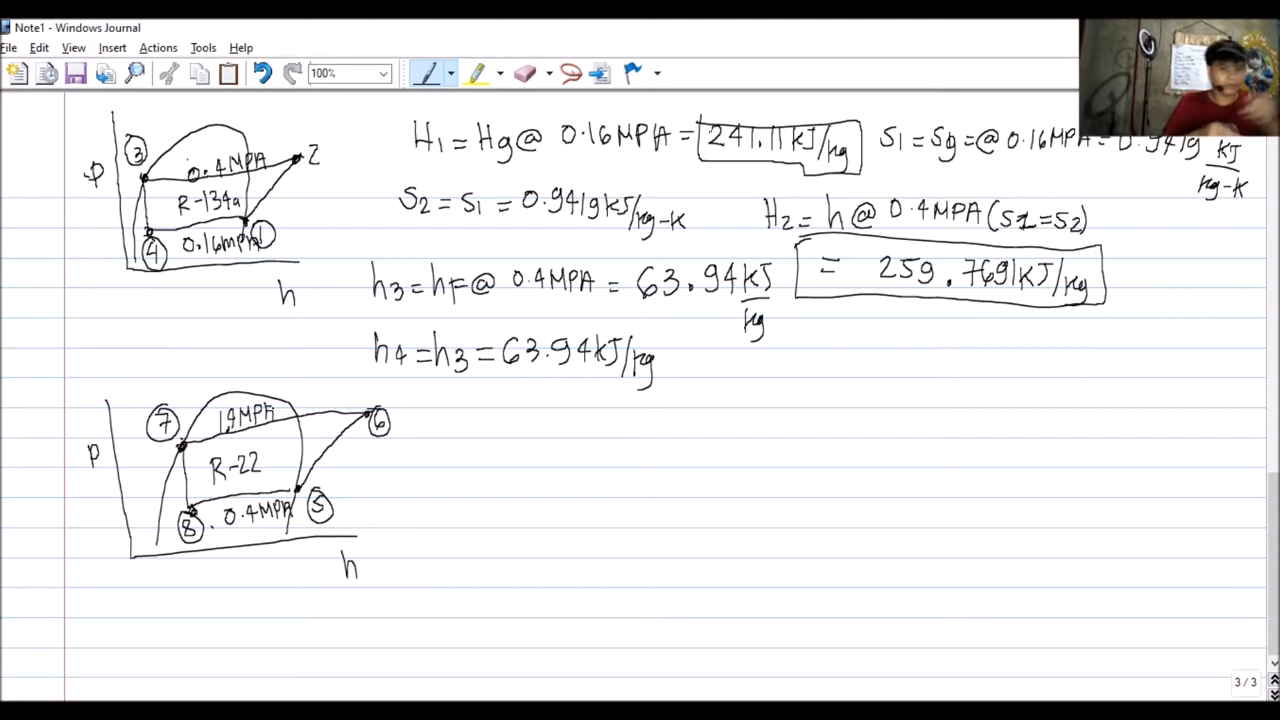 Note1 - Windows Journal
File Edit View Insert Actions Tools Help
100%
H1 = Hg@ 0.16MPA = 241.11 kJ/kg
S1 = Sg = @ 0.16MPA = 0.9419 kJ/kg-K
S2 = S1 = 0.9419 kJ/kg-K
H2 = h@ 0.4MPA (S1=S2)
= 259.7691 kJ/kg
h3 = hF@ 0.4MPA = 63.94 kJ/kg
h4 = h3 = 63.94 kJ/kg
P
3
0.4MPA
2
R-134a
4
0.16MPA
1
h
P
7
1.9MPA
6
R-22
8
0.4MPA
5
h
3 / 3